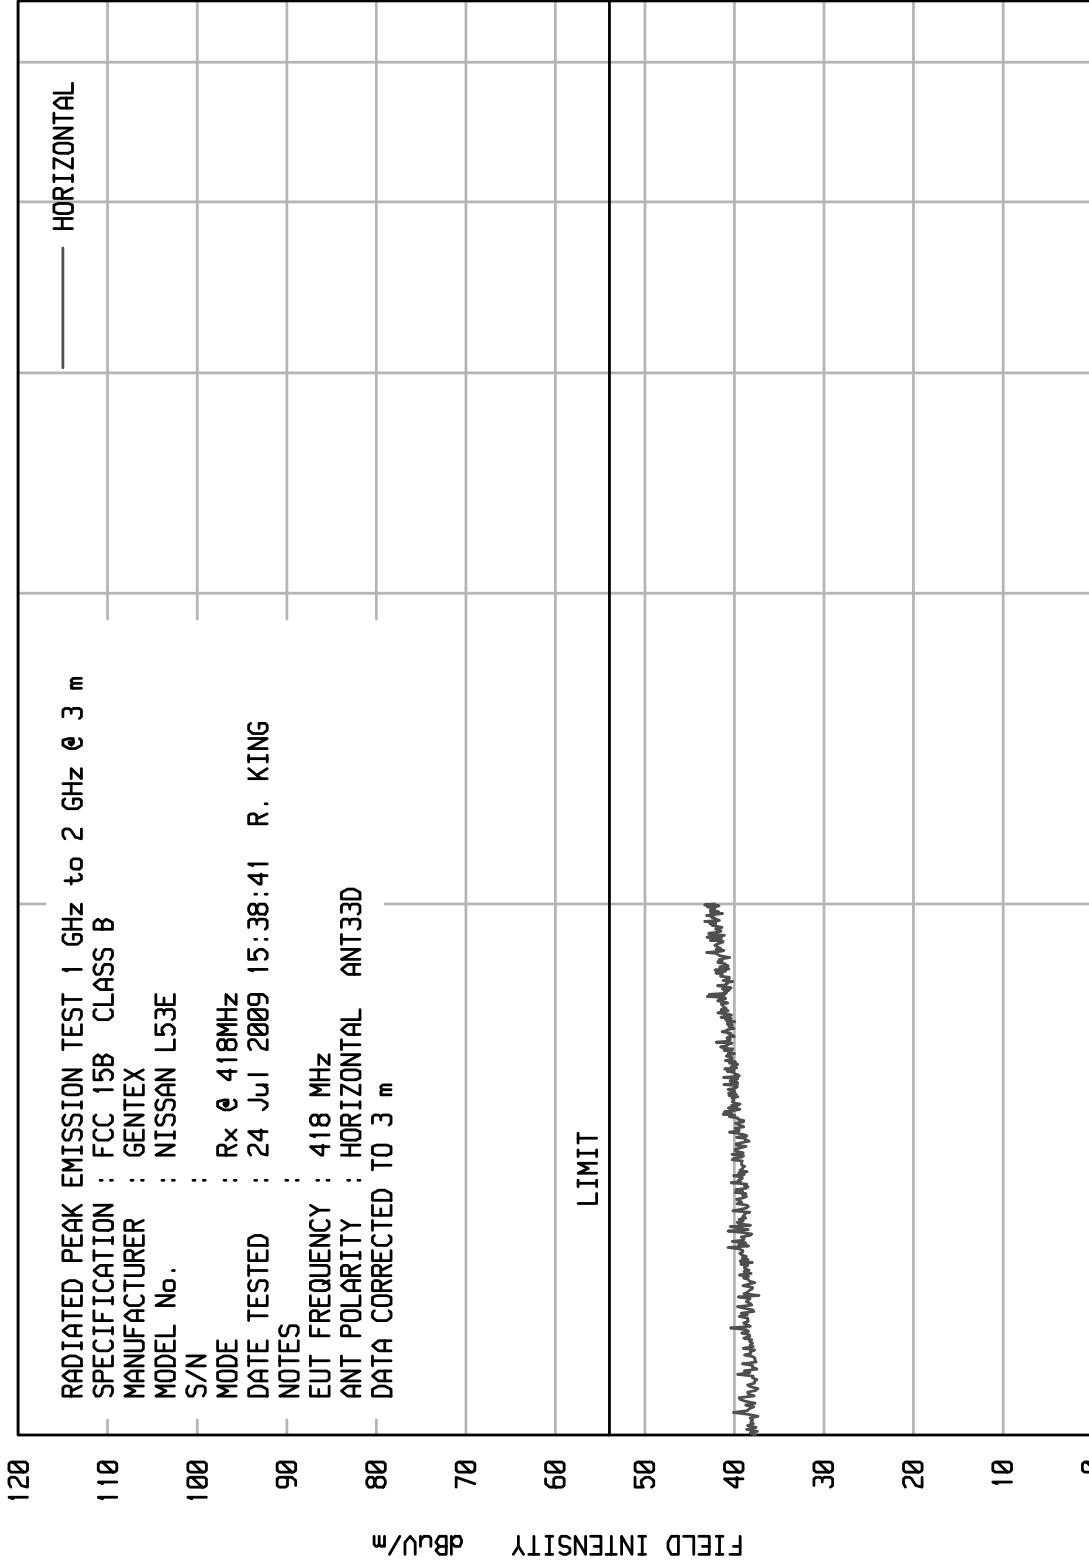 HORIZONTAL
RADIATED PEAK EMISSION TEST 1 GHz to 2 GHz @ 3 m
SPECIFICATION : FCC 15B CLASS B
MANUFACTURER : GENTEX
MODEL No. : NISSAN L53E
S/N :
MODE : Rx @ 418MHz
DATE TESTED : 24 Jul 2009 15:38:41 R. KING
NOTES :
EUT FREQUENCY : 418 MHz
ANT POLARITY : HORIZONTAL ANT33D
DATA CORRECTED TO 3 m
LIMIT
120
110
100
90
80
70
60
50
40
30
20
10
FIELD INTENSITY dBuV/m